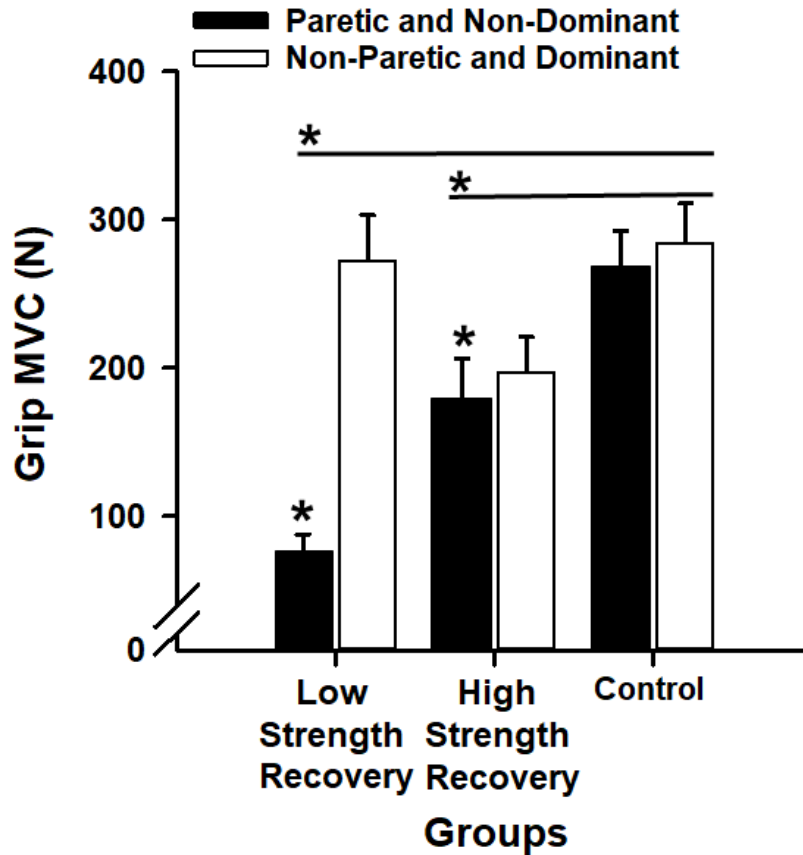 Paretic and Non-Dominant
Non-Paretic and Dominant
400
300
200
100
0
Grip MVC (N)
*
*
*
*
Low
Strength
Recovery
High
Strength
Recovery
Control
Groups